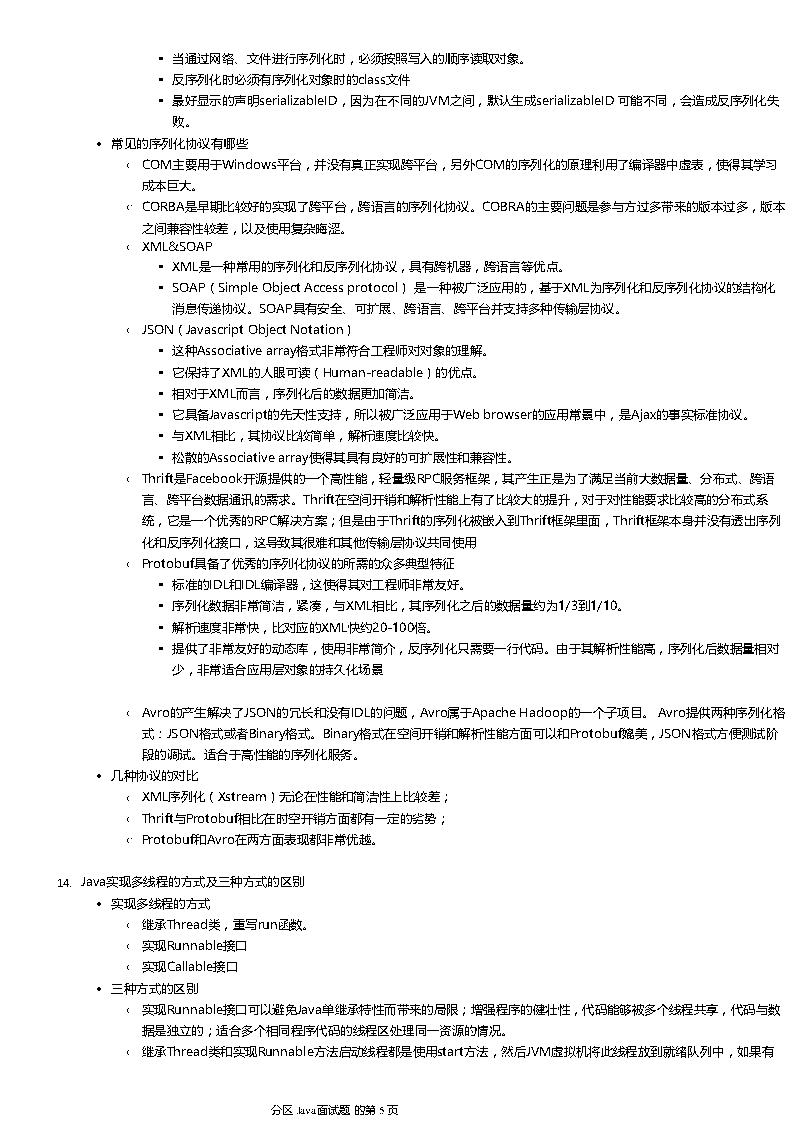 ▪ 当通过网络、文件进行序列化时，必须按照写入的顺序读取对象。
▪ 反序列化时必须有序列化对象时的class文件
▪ 最好显示的声明serializableID，因为在不同的JVM之间，默认生成serializableID 可能不同，会造成反序列化失
败。
• 常见的序列化协议有哪些
○ COM主要用于Windows平台，并没有真正实现跨平台，另外COM的序列化的原理利用了编译器中虚表，使得其学习
成本巨大。
○ CORBA是早期比较好的实现了跨平台，跨语言的序列化协议。COBRA的主要问题是参与方过多带来的版本过多，版本
之间兼容性较差，以及使用复杂晦涩。
○ XML&SOAP
▪ XML是一种常用的序列化和反序列化协议，具有跨机器，跨语言等优点。
▪ SOAP（Simple Object Access protocol） 是一种被广泛应用的，基于XML为序列化和反序列化协议的结构化
消息传递协议。SOAP具有安全、可扩展、跨语言、跨平台并支持多种传输层协议。
○ JSON（Javascript Object Notation）
▪ 这种Associative array格式非常符合工程师对对象的理解。
▪ 它保持了XML的人眼可读（Human-readable）的优点。
▪ 相对于XML而言，序列化后的数据更加简洁。
▪ 它具备Javascript的先天性支持，所以被广泛应用于Web browser的应用常景中，是Ajax的事实标准协议。
▪ 与XML相比，其协议比较简单，解析速度比较快。
▪ 松散的Associative array使得其具有良好的可扩展性和兼容性。
○ Thrift是Facebook开源提供的一个高性能，轻量级RPC服务框架，其产生正是为了满足当前大数据量、分布式、跨语
言、跨平台数据通讯的需求。Thrift在空间开销和解析性能上有了比较大的提升，对于对性能要求比较高的分布式系
统，它是一个优秀的RPC解决方案；但是由于Thrift的序列化被嵌入到Thrift框架里面，Thrift框架本身并没有透出序列
化和反序列化接口，这导致其很难和其他传输层协议共同使用
○ Protobuf具备了优秀的序列化协议的所需的众多典型特征
▪ 标准的IDL和IDL编译器，这使得其对工程师非常友好。
▪ 序列化数据非常简洁，紧凑，与XML相比，其序列化之后的数据量约为1/3到1/10。
▪ 解析速度非常快，比对应的XML快约20-100倍。
▪ 提供了非常友好的动态库，使用非常简介，反序列化只需要一行代码。由于其解析性能高，序列化后数据量相对
少，非常适合应用层对象的持久化场景
○ Avro的产生解决了JSON的冗长和没有IDL的问题，Avro属于Apache Hadoop的一个子项目。 Avro提供两种序列化格
式：JSON格式或者Binary格式。Binary格式在空间开销和解析性能方面可以和Protobuf媲美，JSON格式方便测试阶
段的调试。适合于高性能的序列化服务。
• 几种协议的对比
○ XML序列化（Xstream）无论在性能和简洁性上比较差；
○ Thrift与Protobuf相比在时空开销方面都有一定的劣势；
○ Protobuf和Avro在两方面表现都非常优越。
14. Java实现多线程的方式及三种方式的区别
• 实现多线程的方式
○ 继承Thread类，重写run函数。
○ 实现Runnable接口
○ 实现Callable接口
• 三种方式的区别
○ 实现Runnable接口可以避免Java单继承特性而带来的局限；增强程序的健壮性，代码能够被多个线程共享，代码与数
据是独立的；适合多个相同程序代码的线程区处理同一资源的情况。
○ 继承Thread类和实现Runnable方法启动线程都是使用start方法，然后JVM虚拟机将此线程放到就绪队列中，如果有
分区 Java面试题 的第 5 页